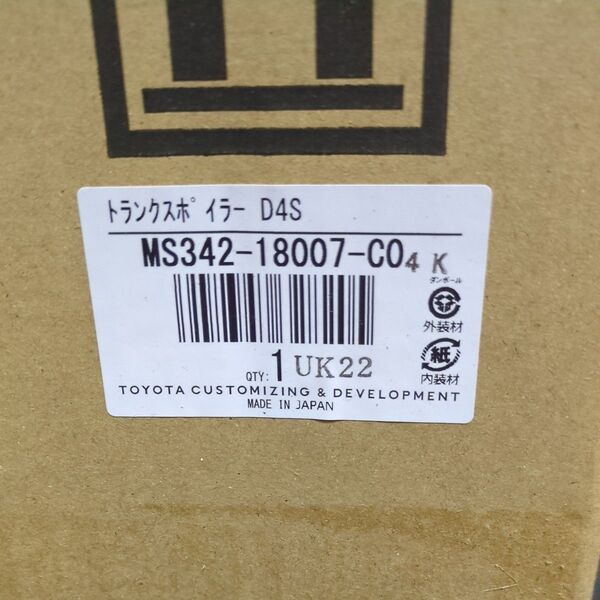 トランクスポイラー D4S
MS342-18007-C04 K
ダンボール
外装材
紙
内装材
QTY: 1 UK22
TOYOTA CUSTOMIZING & DEVELOPMENT
MADE IN JAPAN